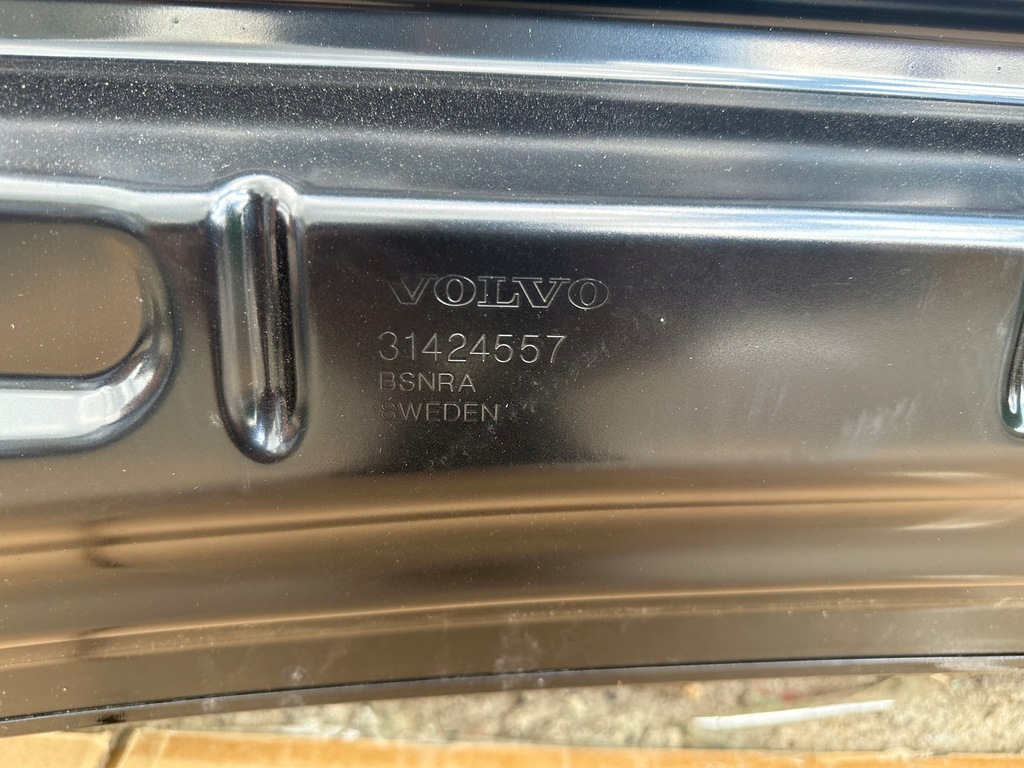 VOLVO
31424557
BSNRA
SWEDEN